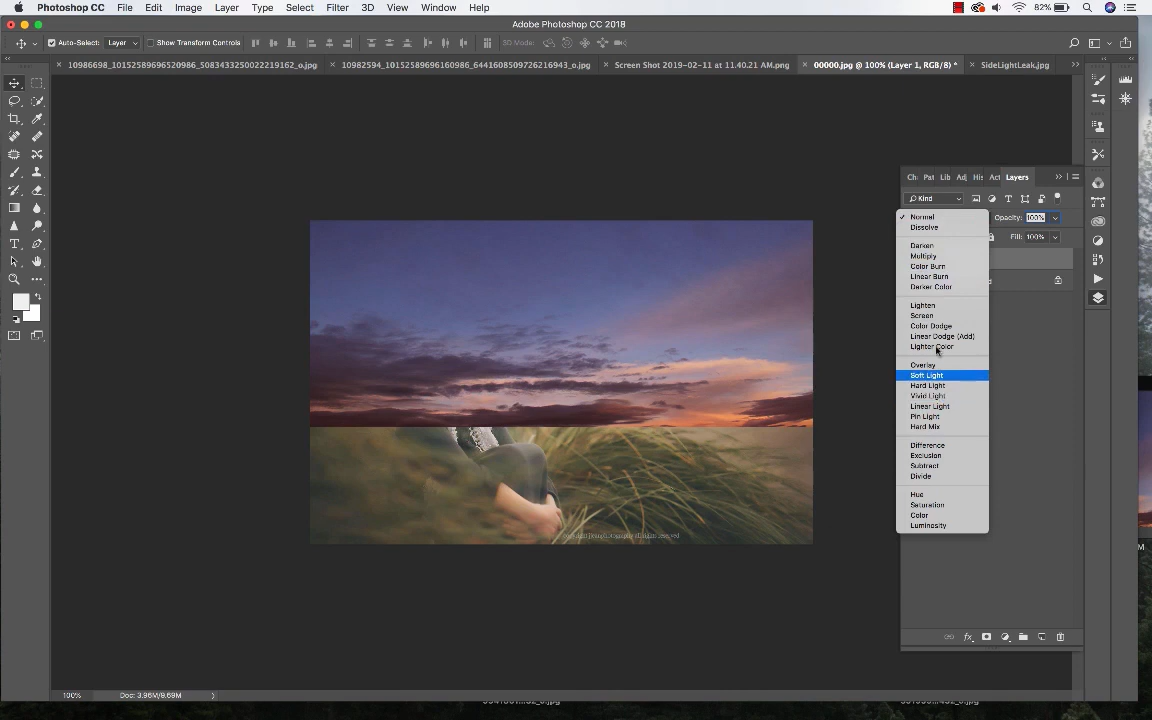 Photoshop CC File Edit Image Layer Type Select Filter 3D View Window Help 82%
Adobe Photoshop CC 2018
Auto-Select: Layer Show Transform Controls 3D Mode:
10986698_10152589696520986_5083433250022219162_o.jpg 10982594_10152589696160986_6441608509726216943_o.jpg Screen Shot 2019-02-11 at 11.40.21 AM.png 00000.jpg @ 100% (Layer 1, RGB/8) * SideLightLeak.jpg
Ch Pat Lib Adj His Act Layers
Kind
Normal Opacity: 100%
Dissolve
Fill: 100%
Darken
Multiply
Color Burn
Linear Burn
Darker Color
Lighten
Screen
Color Dodge
Linear Dodge (Add)
Lighter Color
Overlay
Soft Light
Hard Light
Vivid Light
Linear Light
Pin Light
Hard Mix
Difference
Exclusion
Subtract
Divide
Hue
Saturation
Color
Luminosity
all rights reserved
fx
100% Doc: 3.96M/9.69M